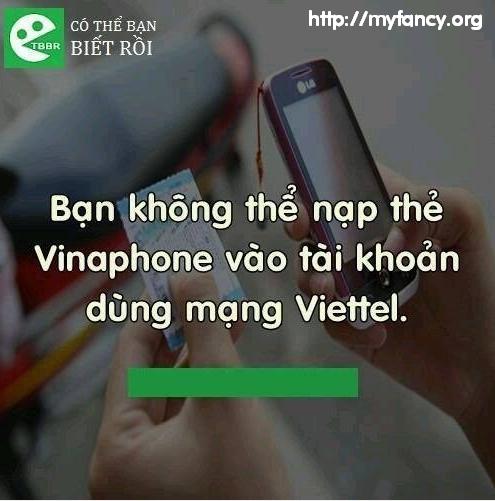 http://myfancy.org
TBBR
CÓ THỂ BẠN
BIẾT RỒI
LG
Bạn không thể nạp thẻ
Vinaphone vào tài khoản
dùng mạng Viettel.